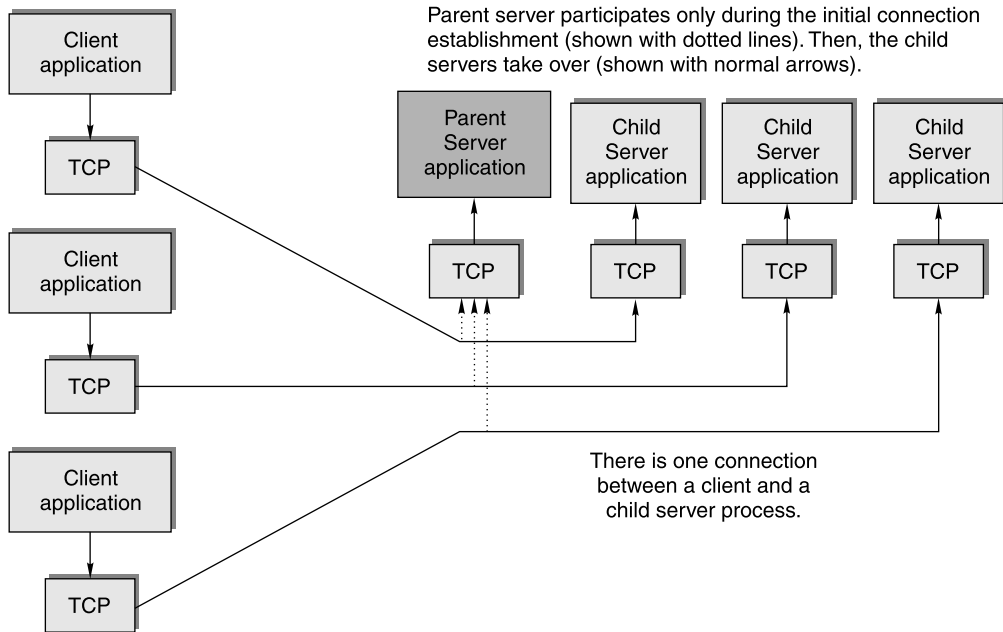 Parent server participates only during the initial connection
establishment (shown with dotted lines). Then, the child
servers take over (shown with normal arrows).
Client
application
TCP
Parent
Server
application
Child
Server
application
Child
Server
application
Child
Server
application
Client
application
TCP
TCP
TCP
TCP
TCP
Client
application
TCP
There is one connection
between a client and a
child server process.